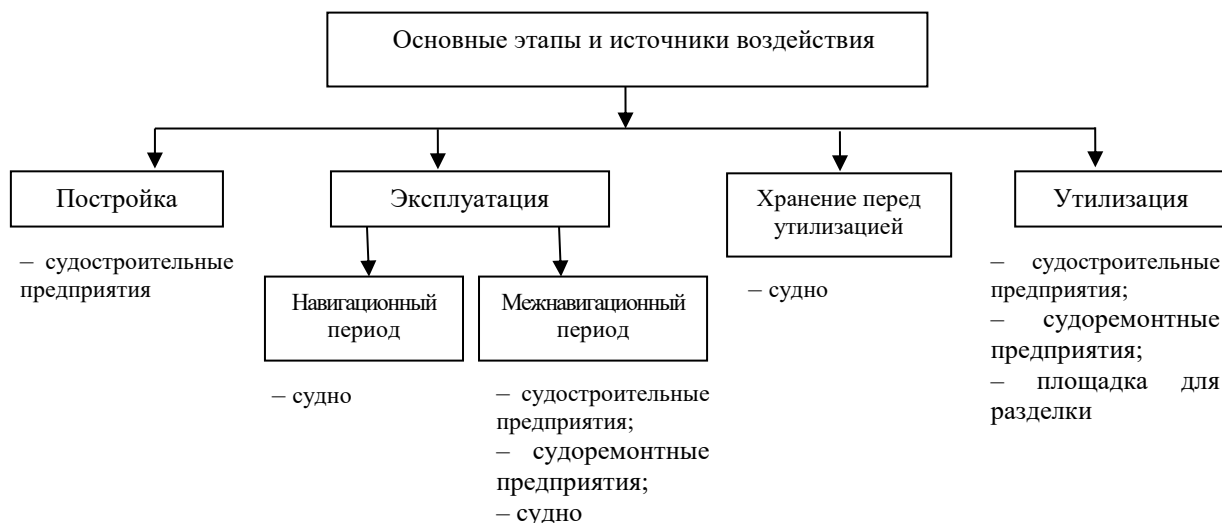 Основные этапы и источники воздействия
Постройка
– судостроительные
предприятия
Эксплуатация
Навигационный
период
– судно
Межнавигационный
период
– судостроительные
предприятия;
– судоремонтные
предприятия;
– судно
Хранение перед
утилизацией
– судно
Утилизация
– судостроительные
предприятия;
– судоремонтные
предприятия;
– площадка для
разделки